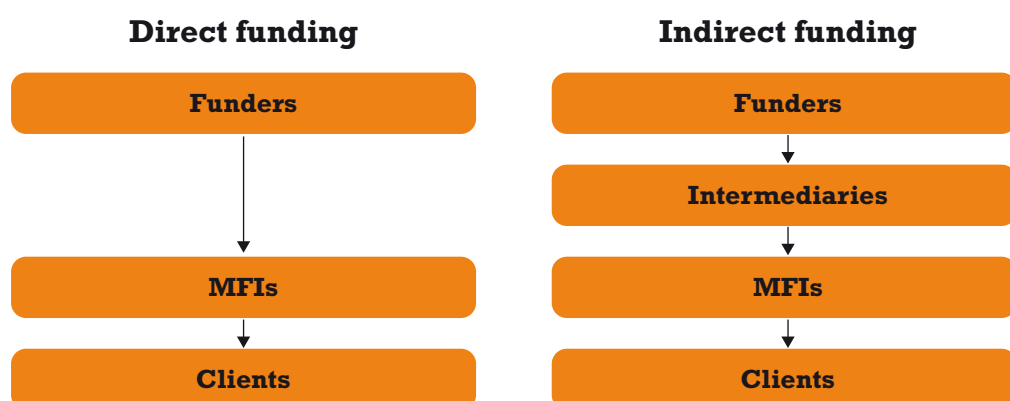 Direct funding
Funders
MFIs
Clients
Indirect funding
Funders
Intermediaries
MFIs
Clients